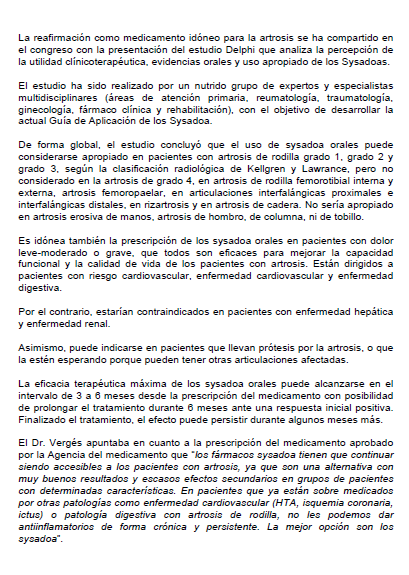 La reafirmación como medicamento idóneo para la artrosis se ha compartido en
el congreso con la presentación del estudio Delphi que analiza la percepción de
la utilidad clínicoterapéutica, evidencias orales y uso apropiado de los Sysadoas.
El estudio ha sido realizado por un nutrido grupo de expertos y especialistas
multidisciplinares (áreas de atención primaria, reumatología, traumatología,
ginecología, fármaco clínica y rehabilitación), con el objetivo de desarrollar la
actual Guía de Aplicación de los Sysadoa.
De forma global, el estudio concluyó que el uso de sysadoa orales puede
considerarse apropiado en pacientes con artrosis de rodilla grado 1, grado 2 y
grado 3, según la clasificación radiológica de Kellgren y Lawrance, pero no
considerado en la artrosis de grado 4, en artrosis de rodilla femorotibial interna y
externa, artrosis femoropaelar, en articulaciones interfalángicas proximales e
interfalángicas distales, en rizartrosis y en artrosis de cadera. No sería apropiado
en artrosis erosiva de manos, artrosis de hombro, de columna, ni de tobillo.
Es idónea también la prescripción de los sysadoa orales en pacientes con dolor
leve-moderado o grave, que todos son eficaces para mejorar la capacidad
funcional y la calidad de vida de los pacientes con artrosis. Están dirigidos a
pacientes con riesgo cardiovascular, enfermedad cardiovascular y enfermedad
digestiva.
Por el contrario, estarían contraindicados en pacientes con enfermedad hepática
y enfermedad renal.
Asimismo, puede indicarse en pacientes que llevan prótesis por la artrosis, o que
la estén esperando porque pueden tener otras articulaciones afectadas.
La eficacia terapéutica máxima de los sysadoa orales puede alcanzarse en el
intervalo de 3 a 6 meses desde la prescripción del medicamento con posibilidad
de prolongar el tratamiento durante 6 meses ante una respuesta inicial positiva.
Finalizado el tratamiento, el efecto puede persistir durante algunos meses más.
El Dr. Vergés apuntaba en cuanto a la prescripción del medicamento aprobado
por la Agencia del medicamento que "los fármacos sysadoa tienen que continuar
siendo accesibles a los pacientes con artrosis, ya que son una alternativa con
muy buenos resultados y escasos efectos secundarios en grupos de pacientes
con determinadas características. En pacientes que ya están sobre medicados
por otras patologías como enfermedad cardiovascular (HTA, isquemia coronaria,
ictus) o patología digestiva con artrosis de rodilla, no les podemos dar
antiinflamatorios de forma crónica y persistente. La mejor opción son los
sysadoa".